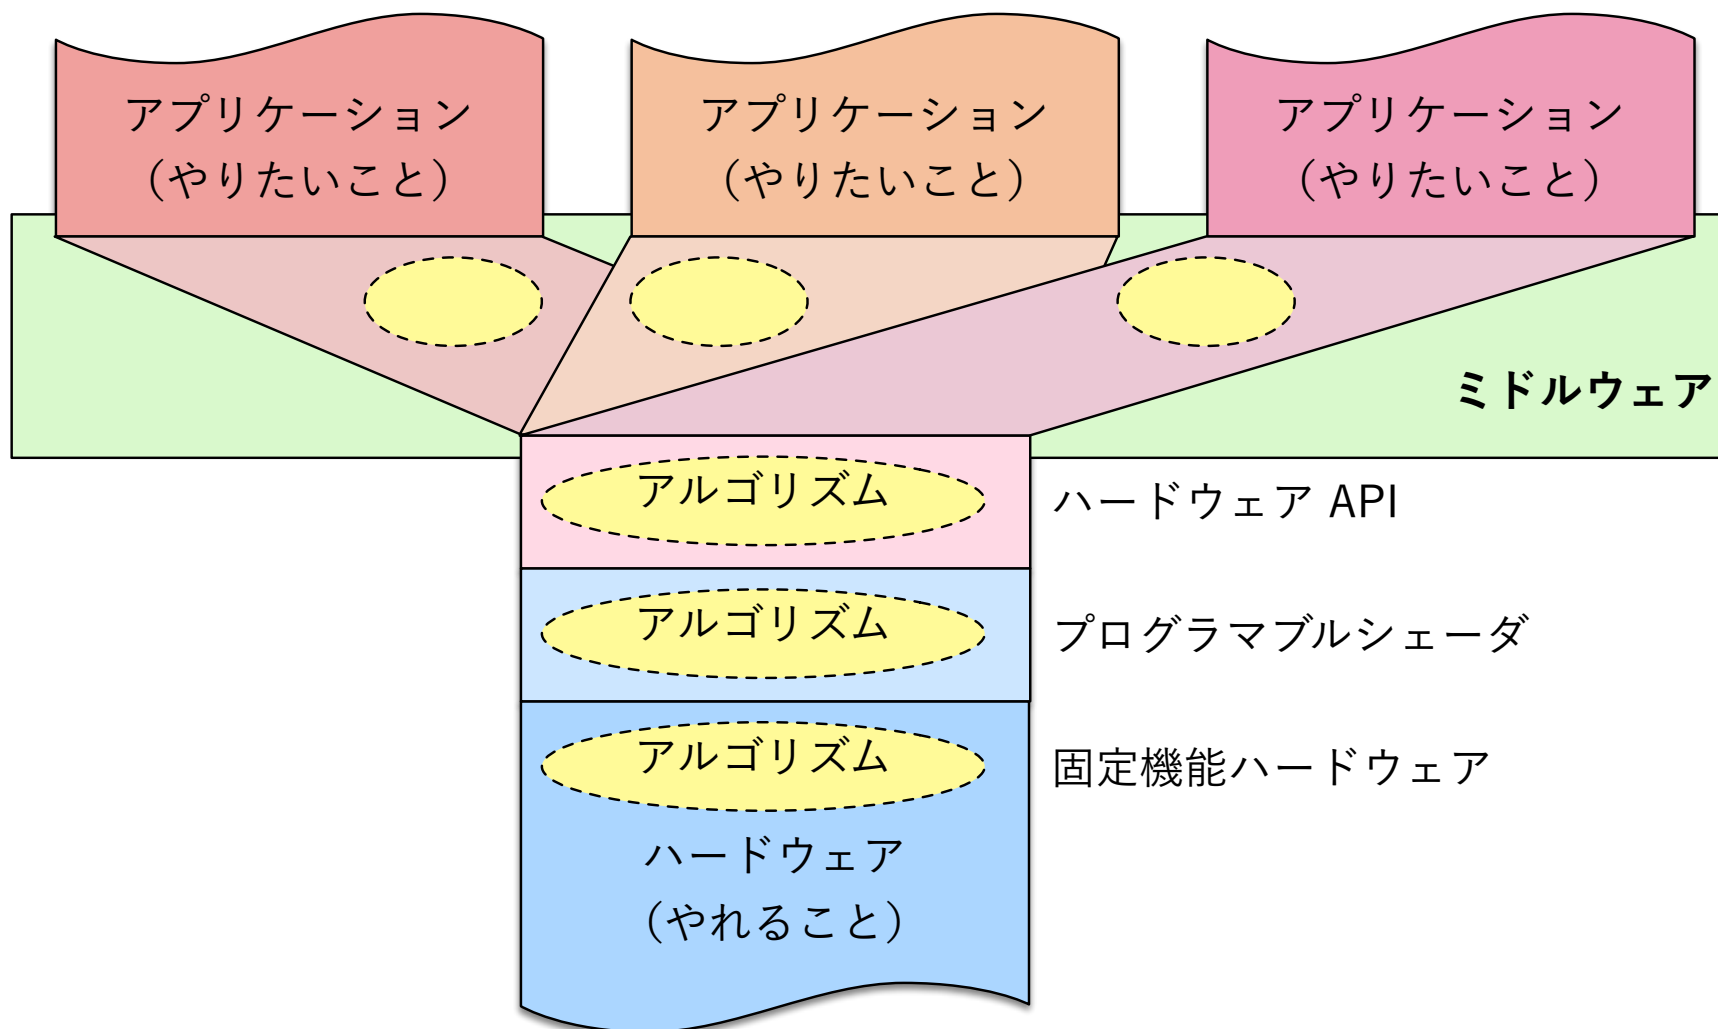 アプリケーション
（やりたいこと）
アプリケーション
（やりたいこと）
アプリケーション
（やりたいこと）
ミドルウェア
アルゴリズム
ハードウェア API
アルゴリズム
プログラマブルシェーダ
アルゴリズム
固定機能ハードウェア
ハードウェア
（やれること）